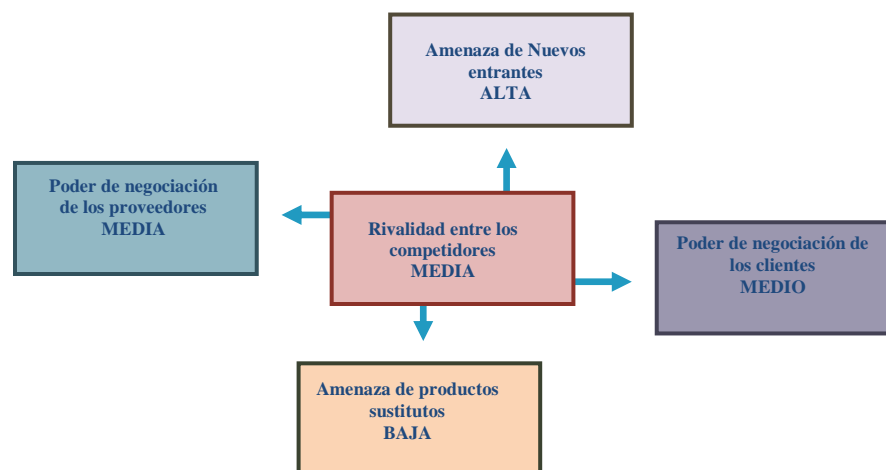 Amenaza de Nuevos
entrantes
ALTA
Poder de negociación
de los proveedores
MEDIA
Rivalidad entre los
competidores
MEDIA
Poder de negociación de
los clientes
MEDIO
Amenaza de productos
sustitutos
BAJA